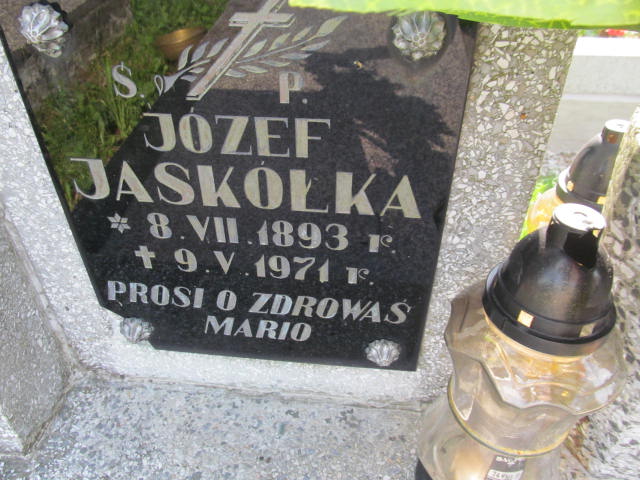 Ś. P.
JÓZEF
JASKÓŁKA
* 8.VII.1893 r.
✝ 9.V.1971 r.
PROSI O ZDROWAŚ
MARIO